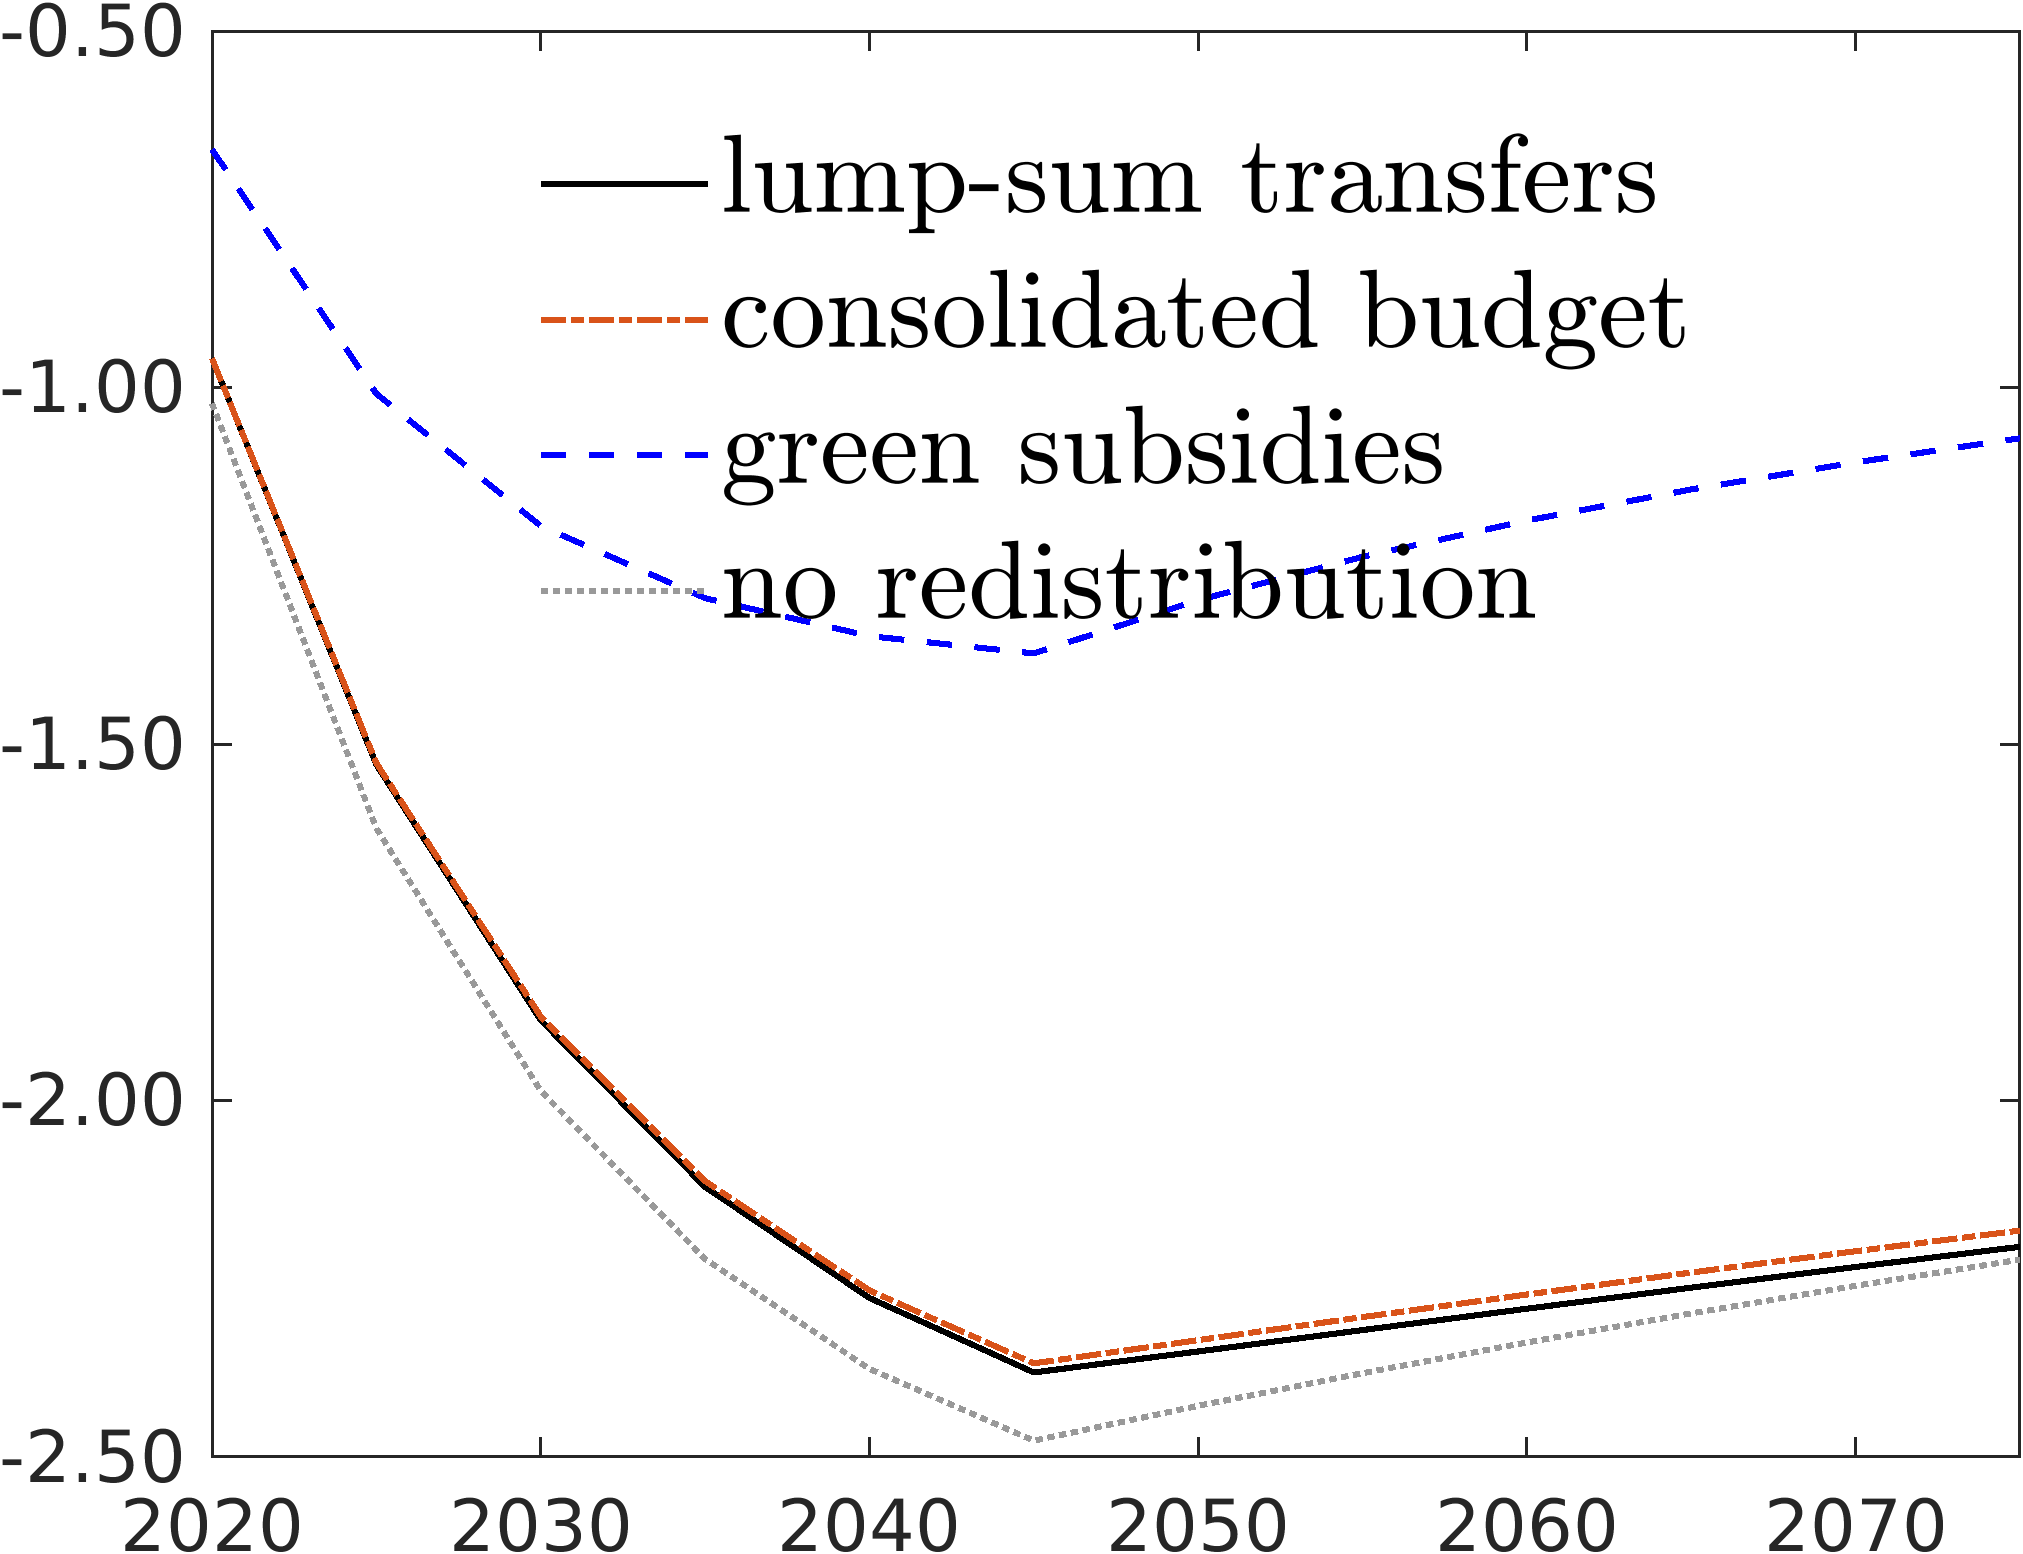 -0.50
lump-sum transfers
consolidated budget
-1.00
green subsidies
no redistribution
-1.50
-2.00
-2.50
2020 2030 2040 2050 2060 2070